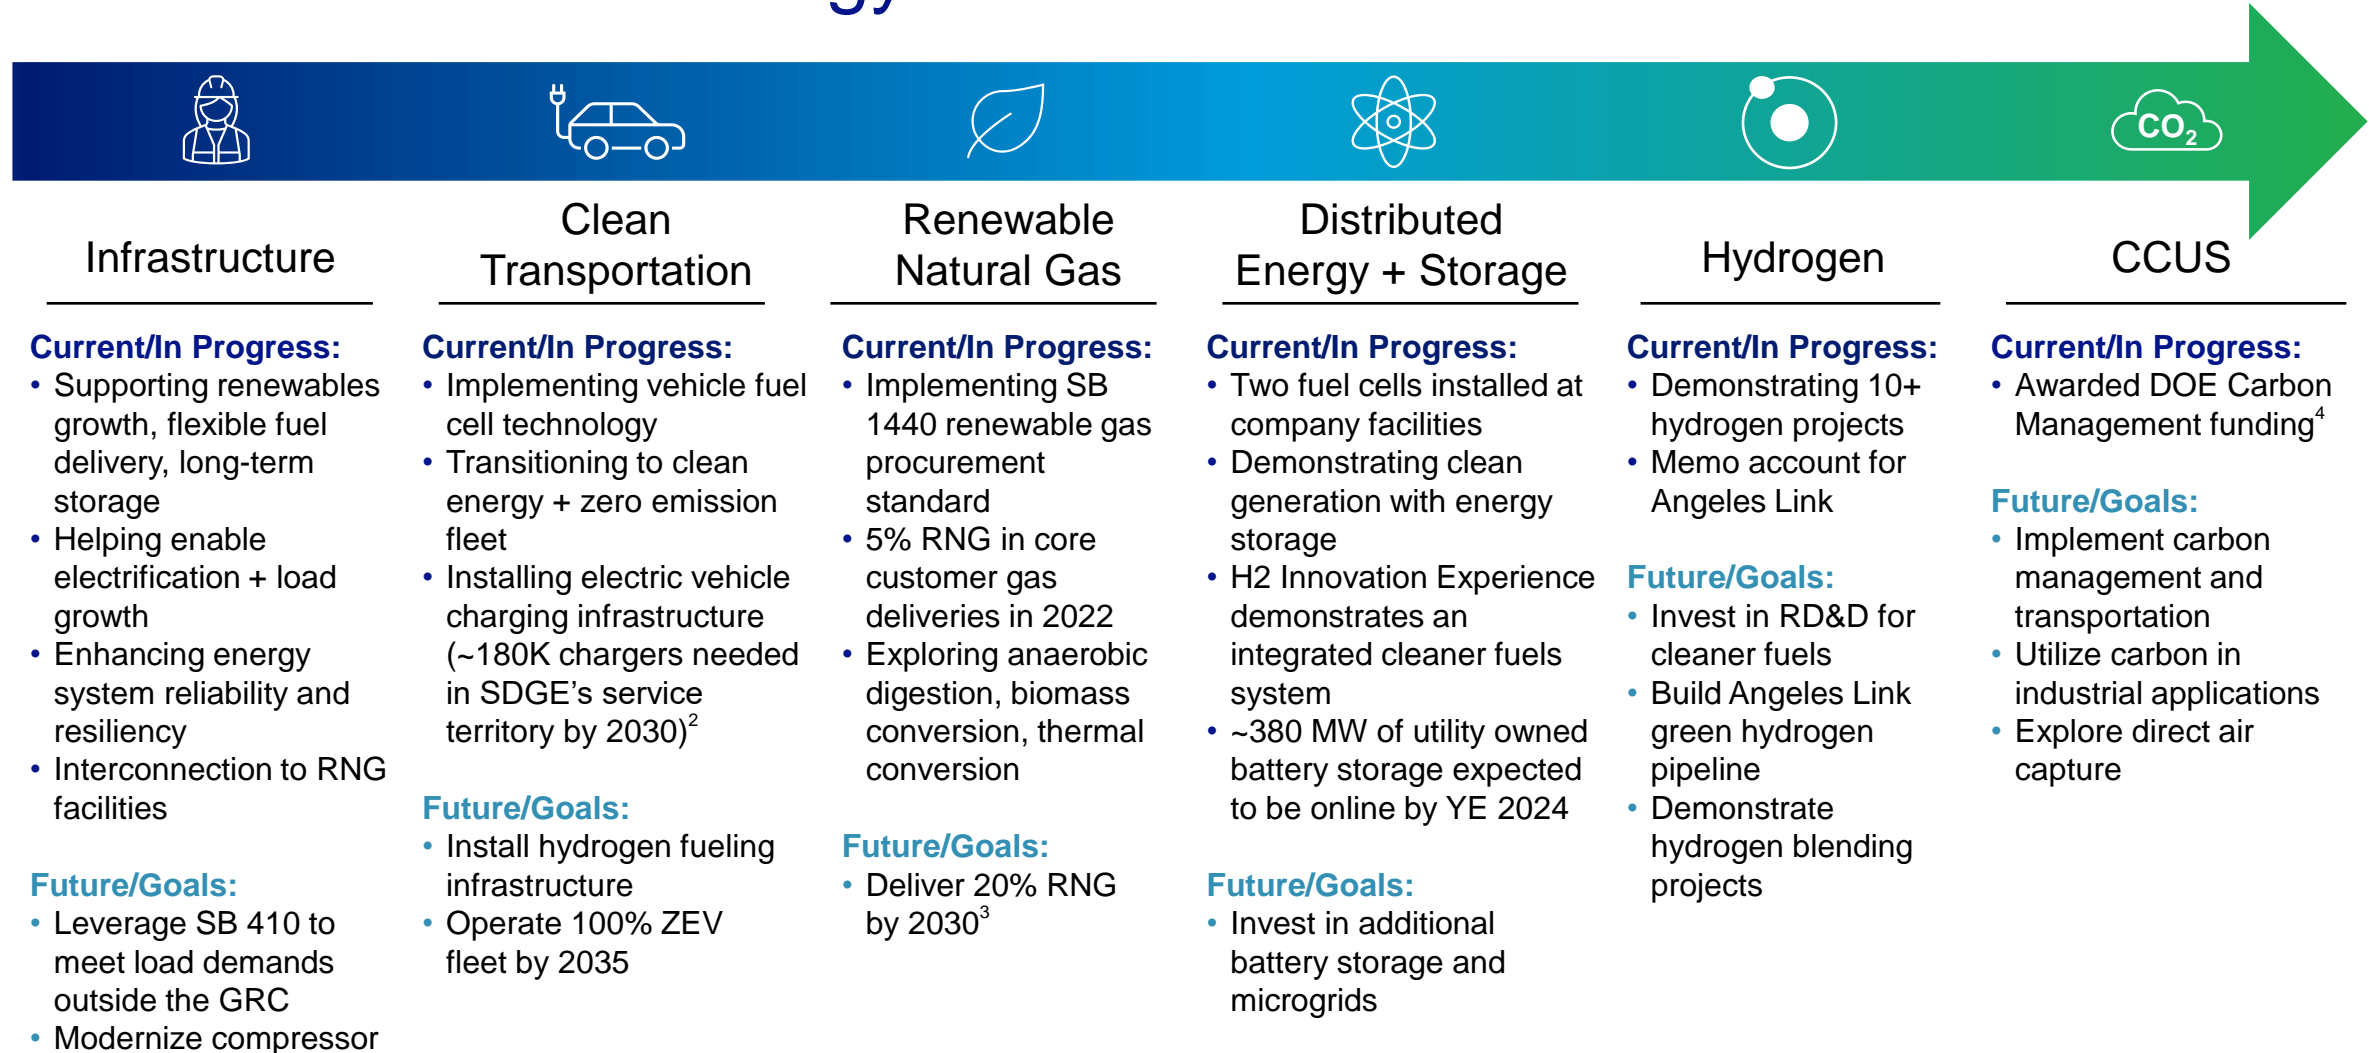 CO2
Infrastructure
Current/In Progress:
• Supporting renewables
growth, flexible fuel
delivery, long-term
storage
• Helping enable
electrification + load
growth
• Enhancing energy
system reliability and
resiliency
• Interconnection to RNG
facilities
Future/Goals:
• Leverage SB 410 to
meet load demands
outside the GRC
• Modernize compressor
Clean
Transportation
Current/In Progress:
• Implementing vehicle fuel
cell technology
• Transitioning to clean
energy + zero emission
fleet
• Installing electric vehicle
charging infrastructure
(~180K chargers needed
in SDGE’s service
territory by 2030)2
Future/Goals:
• Install hydrogen fueling
infrastructure
• Operate 100% ZEV
fleet by 2035
Renewable
Natural Gas
Current/In Progress:
• Implementing SB
1440 renewable gas
procurement
standard
• 5% RNG in core
customer gas
deliveries in 2022
• Exploring anaerobic
digestion, biomass
conversion, thermal
conversion
Future/Goals:
• Deliver 20% RNG
by 20303
Distributed
Energy + Storage
Current/In Progress:
• Two fuel cells installed at
company facilities
• Demonstrating clean
generation with energy
storage
• H2 Innovation Experience
demonstrates an
integrated cleaner fuels
system
• ~380 MW of utility owned
battery storage expected
to be online by YE 2024
Future/Goals:
• Invest in additional
battery storage and
microgrids
Hydrogen
Current/In Progress:
• Demonstrating 10+
hydrogen projects
• Memo account for
Angeles Link
Future/Goals:
• Invest in RD&D for
cleaner fuels
• Build Angeles Link
green hydrogen
pipeline
• Demonstrate
hydrogen blending
projects
CCUS
Current/In Progress:
• Awarded DOE Carbon
Management funding4
Future/Goals:
• Implement carbon
management and
transportation
• Utilize carbon in
industrial applications
• Explore direct air
capture